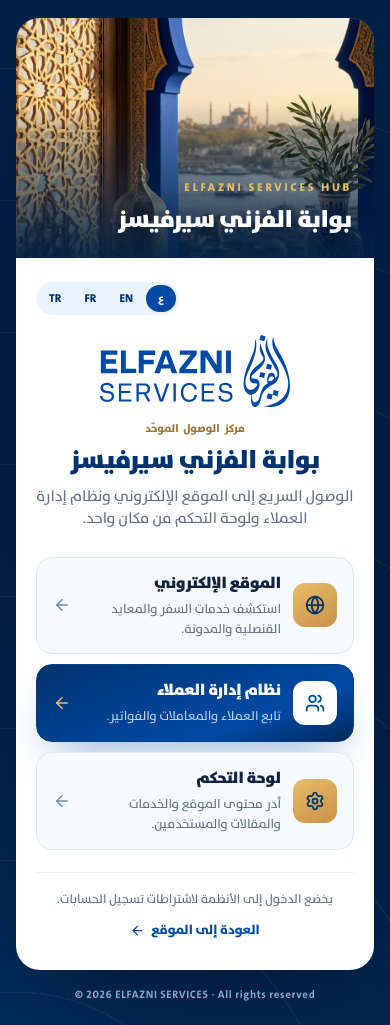 ELFAZNI SERVICES HUB
بوابة الفزني سيرفيسز
ع
EN
FR
TR
ELFAZNI
SERVICES
مركز الوصول الموحّد
بوابة الفزني سيرفيسز
الوصول السريع إلى الموقع الإلكتروني ونظام إدارة
العملاء ولوحة التحكم من مكان واحد.
الموقع الإلكتروني
استكشف خدمات السفر والمعايد
القنصلية والمدونة.
نظام إدارة العملاء
تابع العملاء والمعاملات والفواتير.
لوحة التحكم
أدر محتوى الموقع والخدمات
والمقالات والمستخدمين.
يخضع الدخول إلى الأنظمة لاشتراطات تسجيل الحسابات.
العودة إلى الموقع
© 2026 ELFAZNI SERVICES · All rights reserved